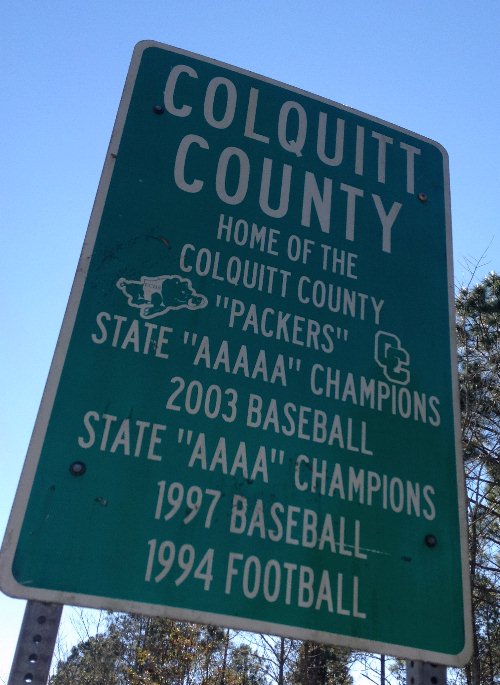 COLQUITT
COUNTY
HOME OF THE
COLQUITT COUNTY
"PACKERS"
CC
STATE "AAAAA" CHAMPIONS
2003 BASEBALL
STATE "AAAA" CHAMPIONS
1997 BASEBALL
1994 FOOTBALL